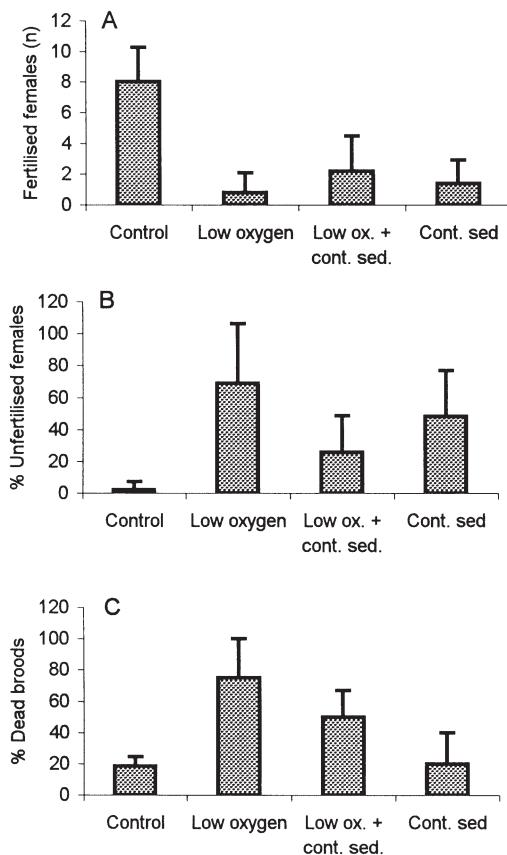 A
Fertilised females (n)
12
10
8
6
4
2
0
Control
Low oxygen
Low ox. +
cont. sed.
Cont. sed
B
% Unfertilised females
120
100
80
60
40
20
0
Control
Low oxygen
Low ox. +
cont. sed.
Cont. sed
C
% Dead broods
120
100
80
60
40
20
0
Control
Low oxygen
Low ox. +
cont. sed.
Cont. sed